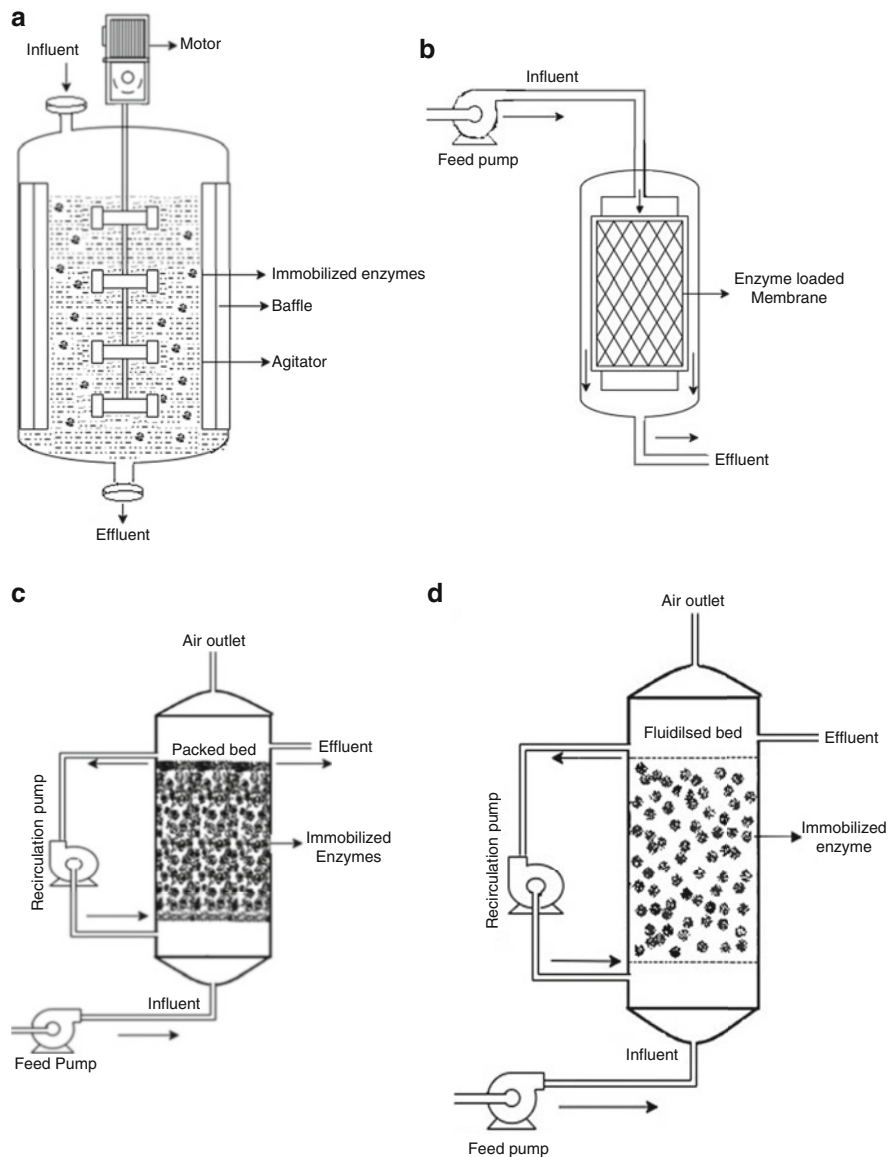 a
Motor
Influent
Immobilized enzymes
Baffle
Agitator
Effluent
b
Influent
Feed pump
Enzyme loaded
Membrane
Effluent
c
Air outlet
Packed bed
Effluent
Recirculation pump
Immobilized
Enzymes
Influent
Feed Pump
d
Air outlet
Fluidilsed bed
Effluent
Recirculation pump
Immobilized
enzyme
Influent
Feed pump